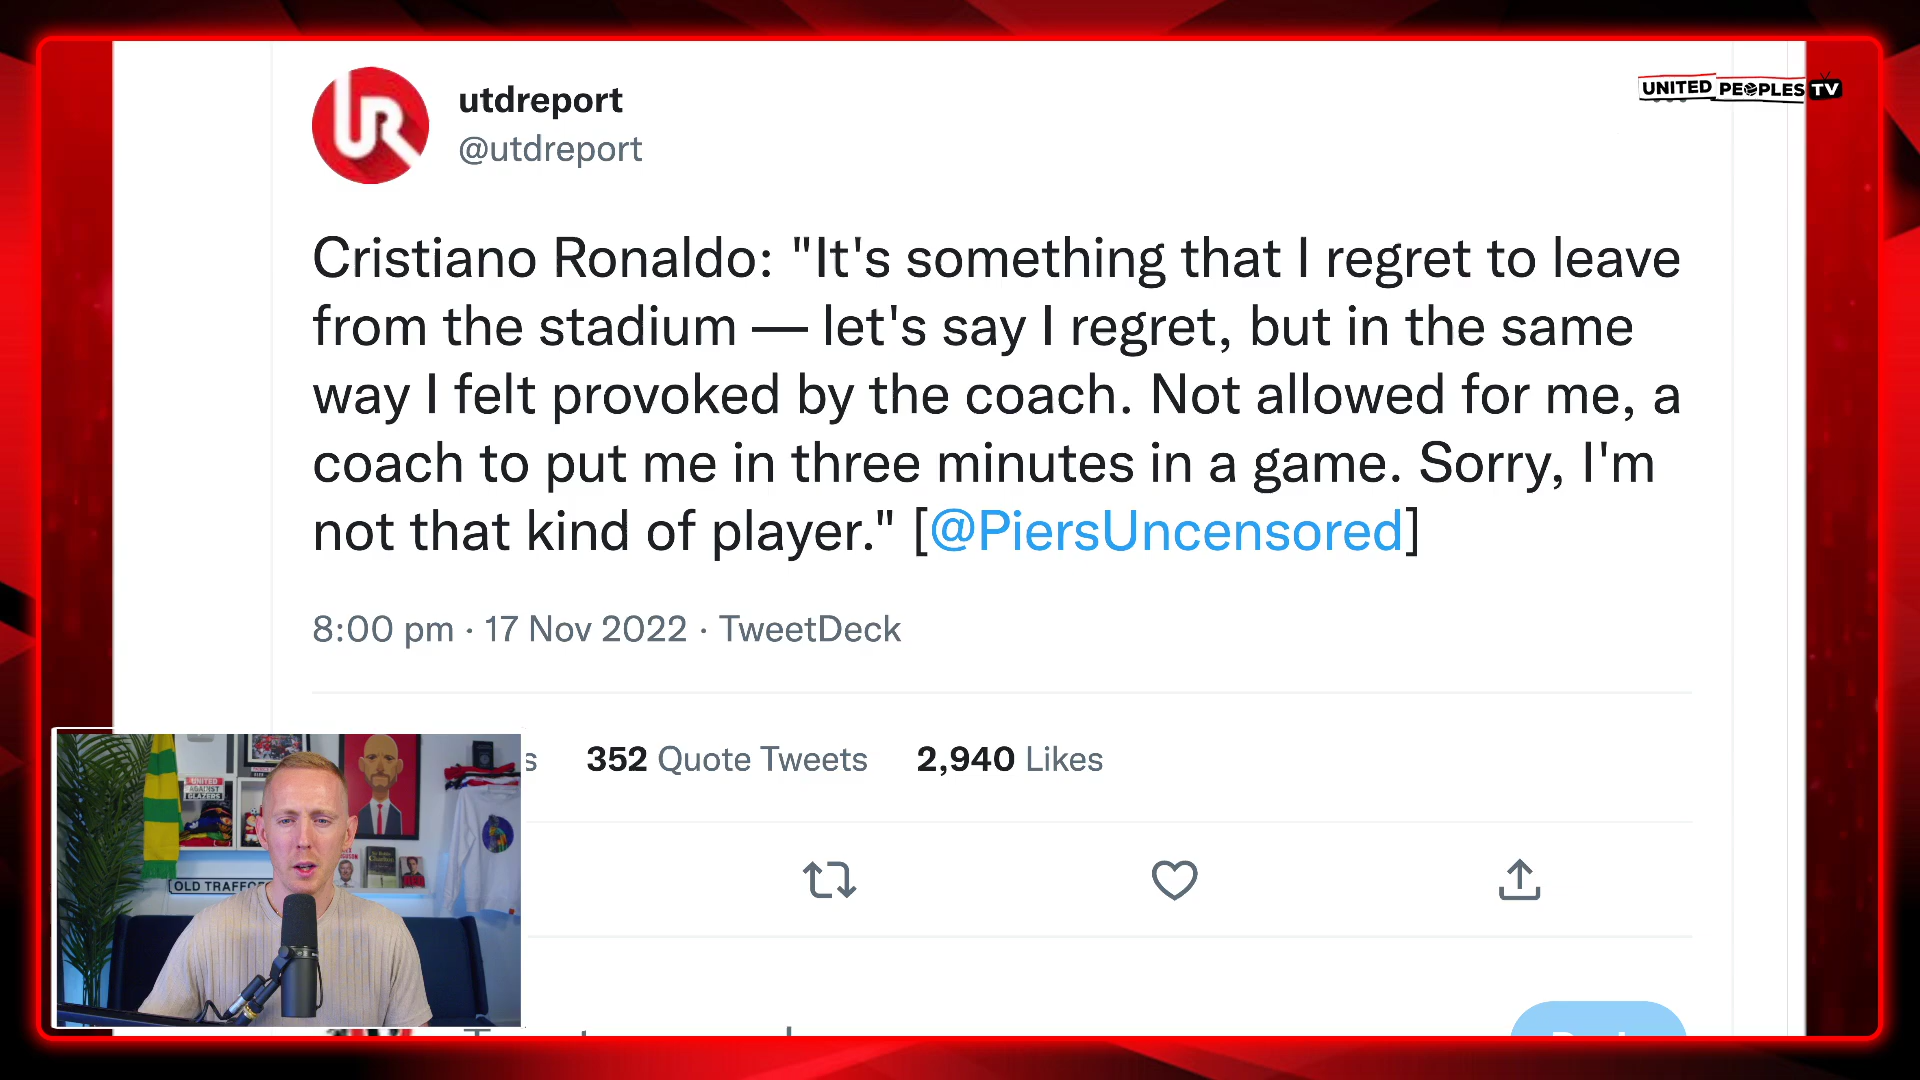 utdreport
@utdreport
UNITED PEOPLES TV
Cristiano Ronaldo: "It's something that I regret to leave
from the stadium — let's say I regret, but in the same
way I felt provoked by the coach. Not allowed for me, a
coach to put me in three minutes in a game. Sorry, I'm
not that kind of player." [@PiersUncensored]
8:00 pm · 17 Nov 2022 · TweetDeck
s 352 Quote Tweets 2,940 Likes
UNITED
AGAINST
GLAZERS
OLD TRAFFO